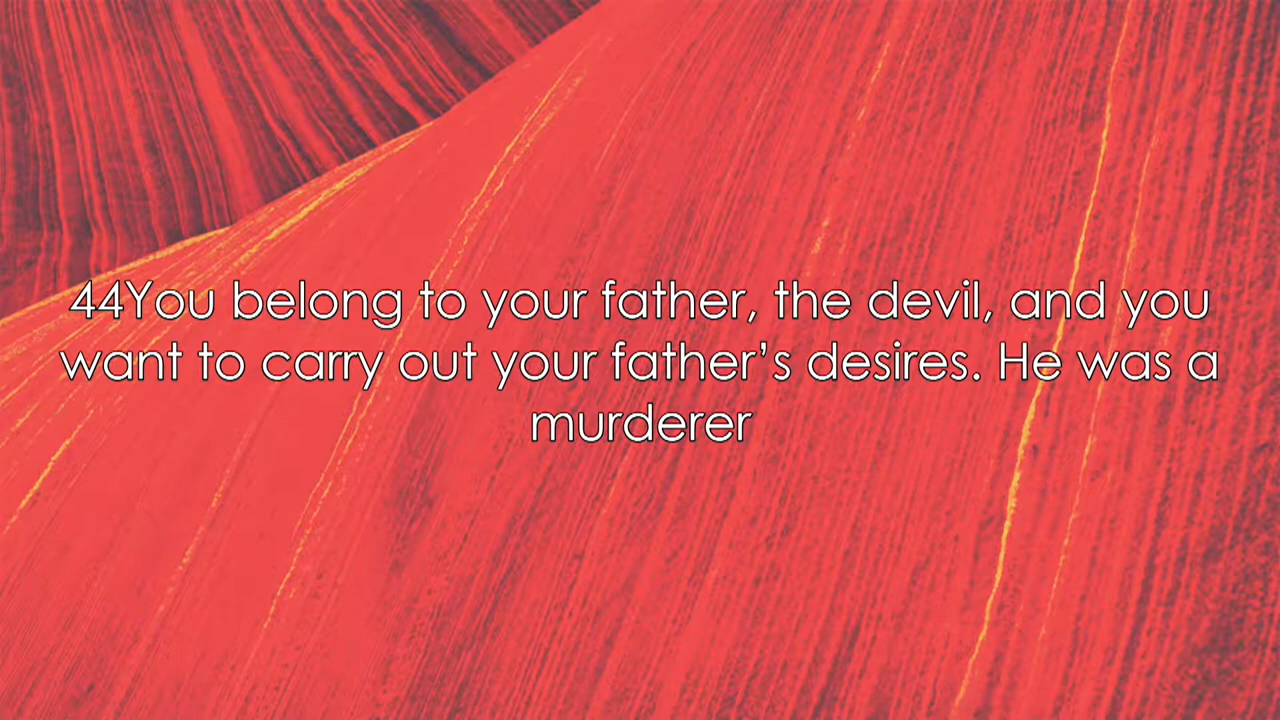 44You belong to your father, the devil, and you
want to carry out your father’s desires. He was a
murderer